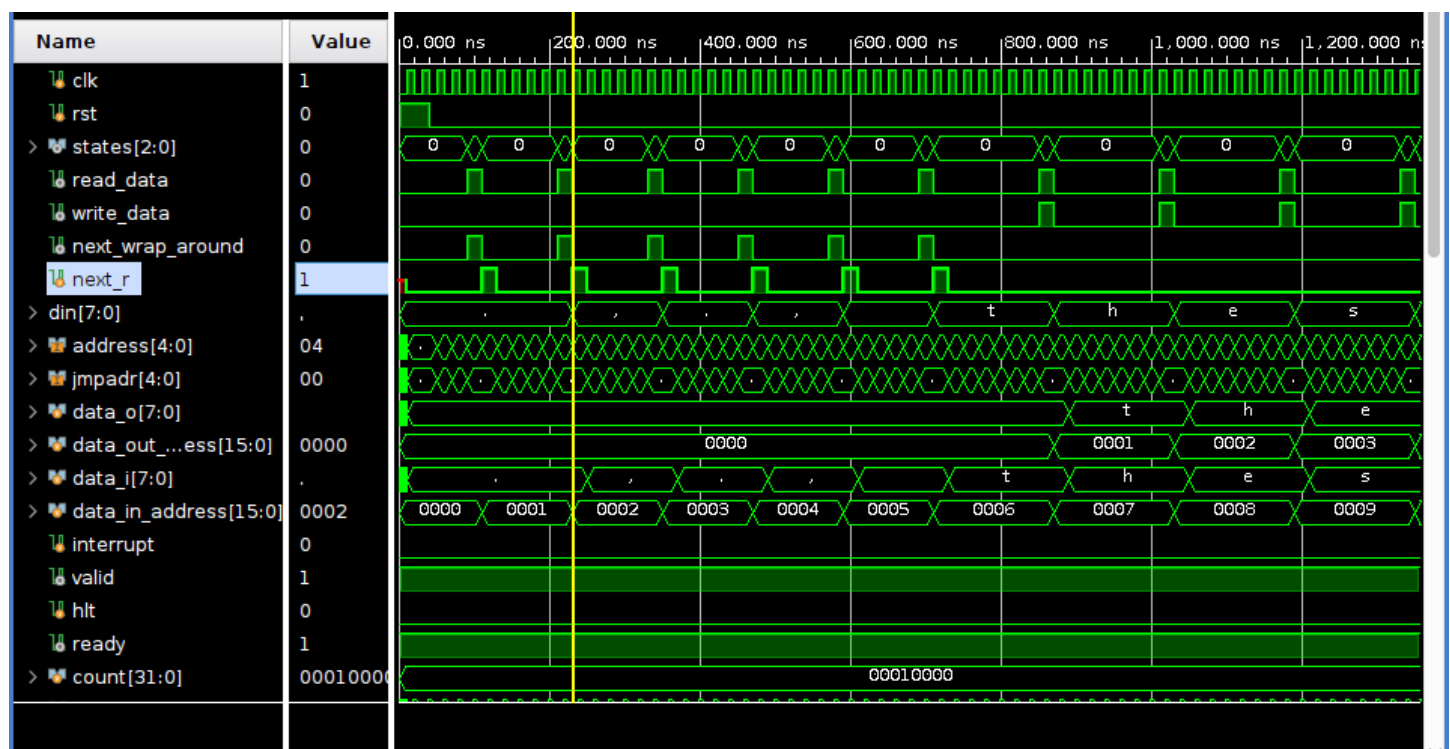 Name Value 0.000 ns 200.000 ns 400.000 ns 600.000 ns 800.000 ns 1,000.000 ns 1,200.000 n
clk 1
rst 0
> states[2:0] 0 0 0 0 0 0 0 0 0 0 0
read_data 0
write_data 0
next_wrap_around 0
next_r 1
> din[7:0] , . , . , t h e s
> address[4:0] 04 .
> jmpadr[4:0] 00 . . . . . . . . . .
> data_o[7:0] t h e
> data_out_...ess[15:0] 0000 0000 0001 0002 0003
> data_i[7:0] . . , . , t h e s
> data_in_address[15:0] 0002 0000 0001 0002 0003 0004 0005 0006 0007 0008 0009
interrupt 0
valid 1
hlt 0
ready 1
> count[31:0] 00010000 00010000